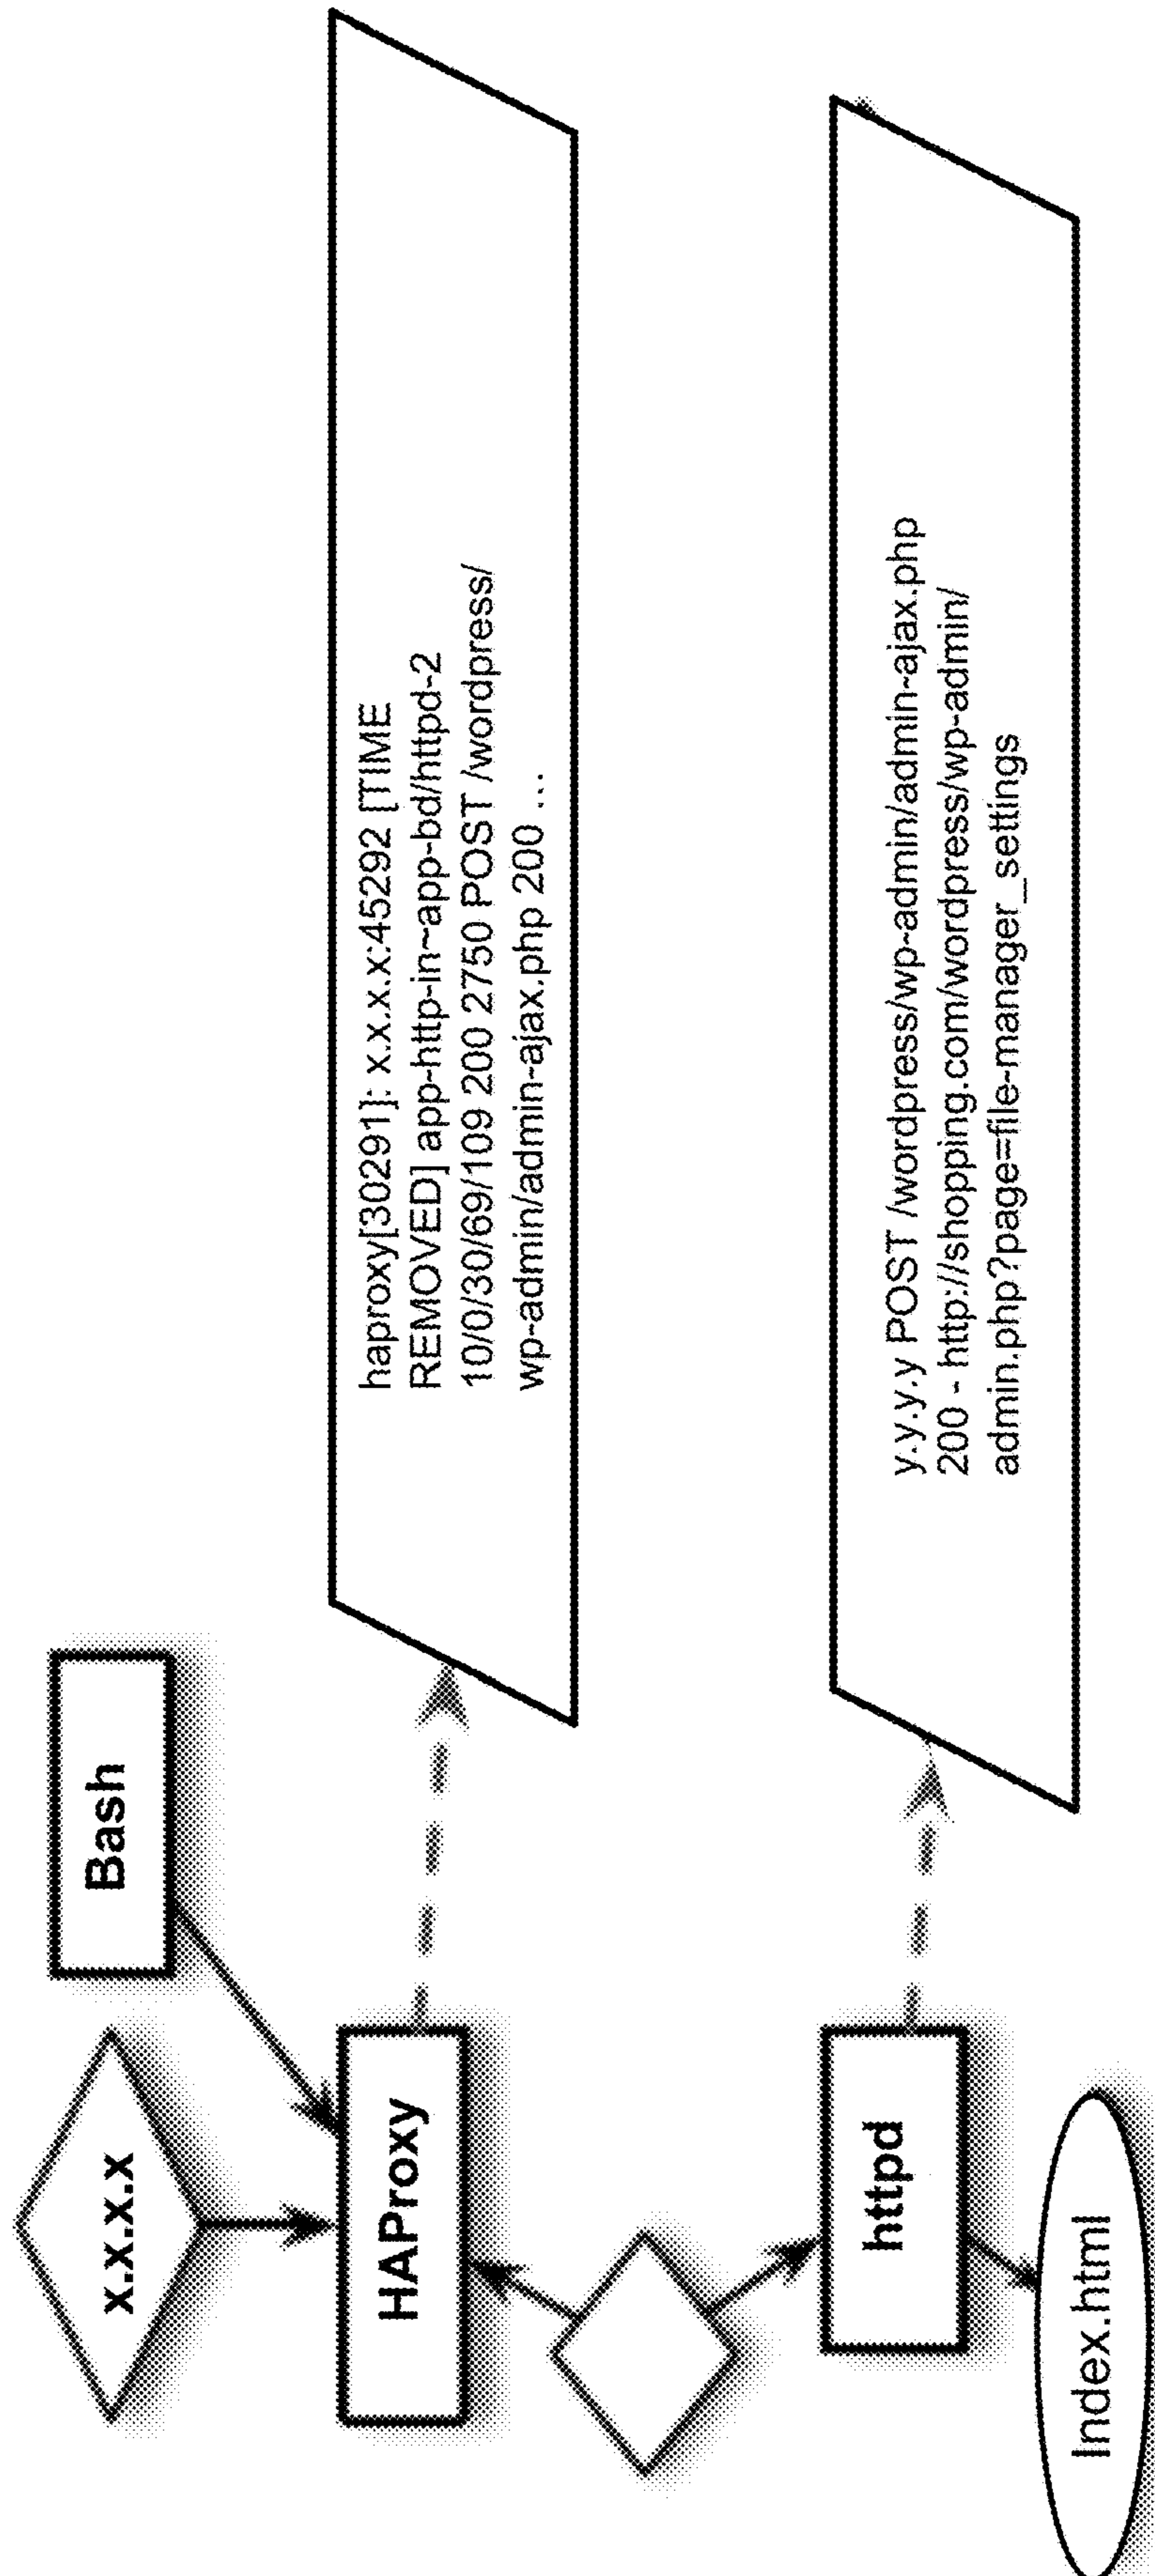 x.x.x.x
Bash
HAProxy
haproxy[30291]: x.x.x.x:45292 [TIME
REMOVED] app-http-in~app-bd/httpd-2
10/0/30/69/109 200 2750 POST /wordpress/
wp-admin/admin-ajax.php 200 ...
httpd
y.y.y.y POST /wordpress/wp-admin/admin-ajax.php
200 - http://shopping.com/wordpress/wp-admin/
admin.php?page=file-manager_settings
Index.html